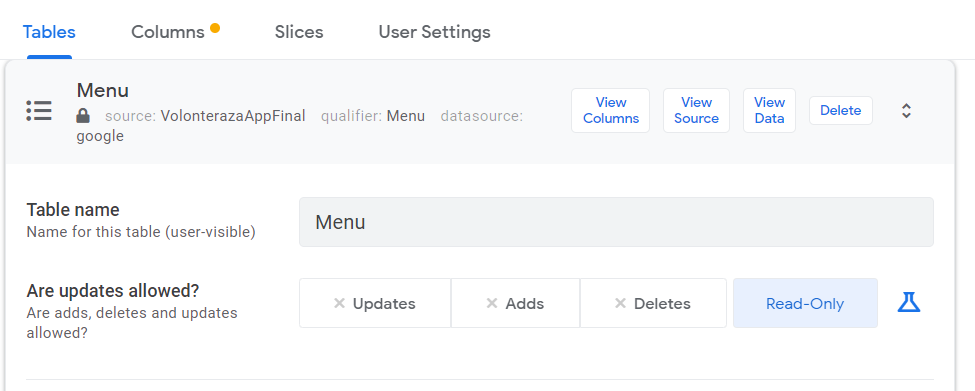 Tables Columns Slices User Settings
Menu
source: VolonterazaAppFinal qualifier: Menu datasource:
google
View Columns
View Source
View Data
Delete
Table name
Name for this table (user-visible)
Menu
Are updates allowed?
Are adds, deletes and updates
allowed?
Updates Adds Deletes Read-Only